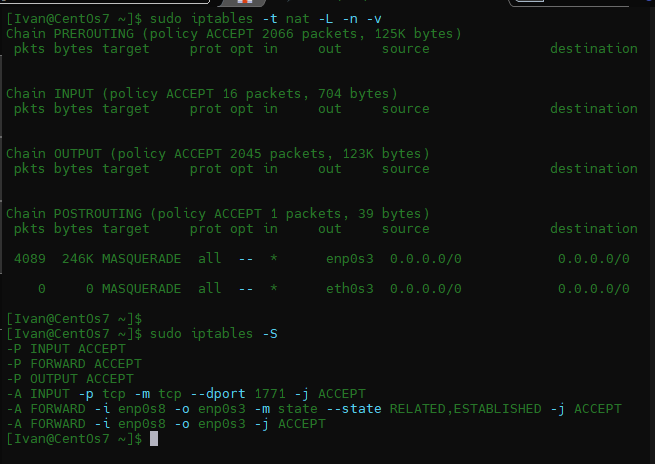 [Ivan@CentOs7 ~]$ sudo iptables -t nat -L -n -v
Chain PREROUTING (policy ACCEPT 2066 packets, 125K bytes)
pkts bytes target prot opt in out source destination
Chain INPUT (policy ACCEPT 16 packets, 704 bytes)
pkts bytes target prot opt in out source destination
Chain OUTPUT (policy ACCEPT 2045 packets, 123K bytes)
pkts bytes target prot opt in out source destination
Chain POSTROUTING (policy ACCEPT 1 packets, 39 bytes)
pkts bytes target prot opt in out source destination
4089 246K MASQUERADE all -- * enp0s3 0.0.0.0/0 0.0.0.0/0
0 0 MASQUERADE all -- * eth0s3 0.0.0.0/0 0.0.0.0/0
[Ivan@CentOs7 ~]$
[Ivan@CentOs7 ~]$ sudo iptables -S
-P INPUT ACCEPT
-P FORWARD ACCEPT
-P OUTPUT ACCEPT
-A INPUT -p tcp -m tcp --dport 1771 -j ACCEPT
-A FORWARD -i enp0s8 -o enp0s3 -m state --state RELATED,ESTABLISHED -j ACCEPT
-A FORWARD -i enp0s8 -o enp0s3 -j ACCEPT
[Ivan@CentOs7 ~]$